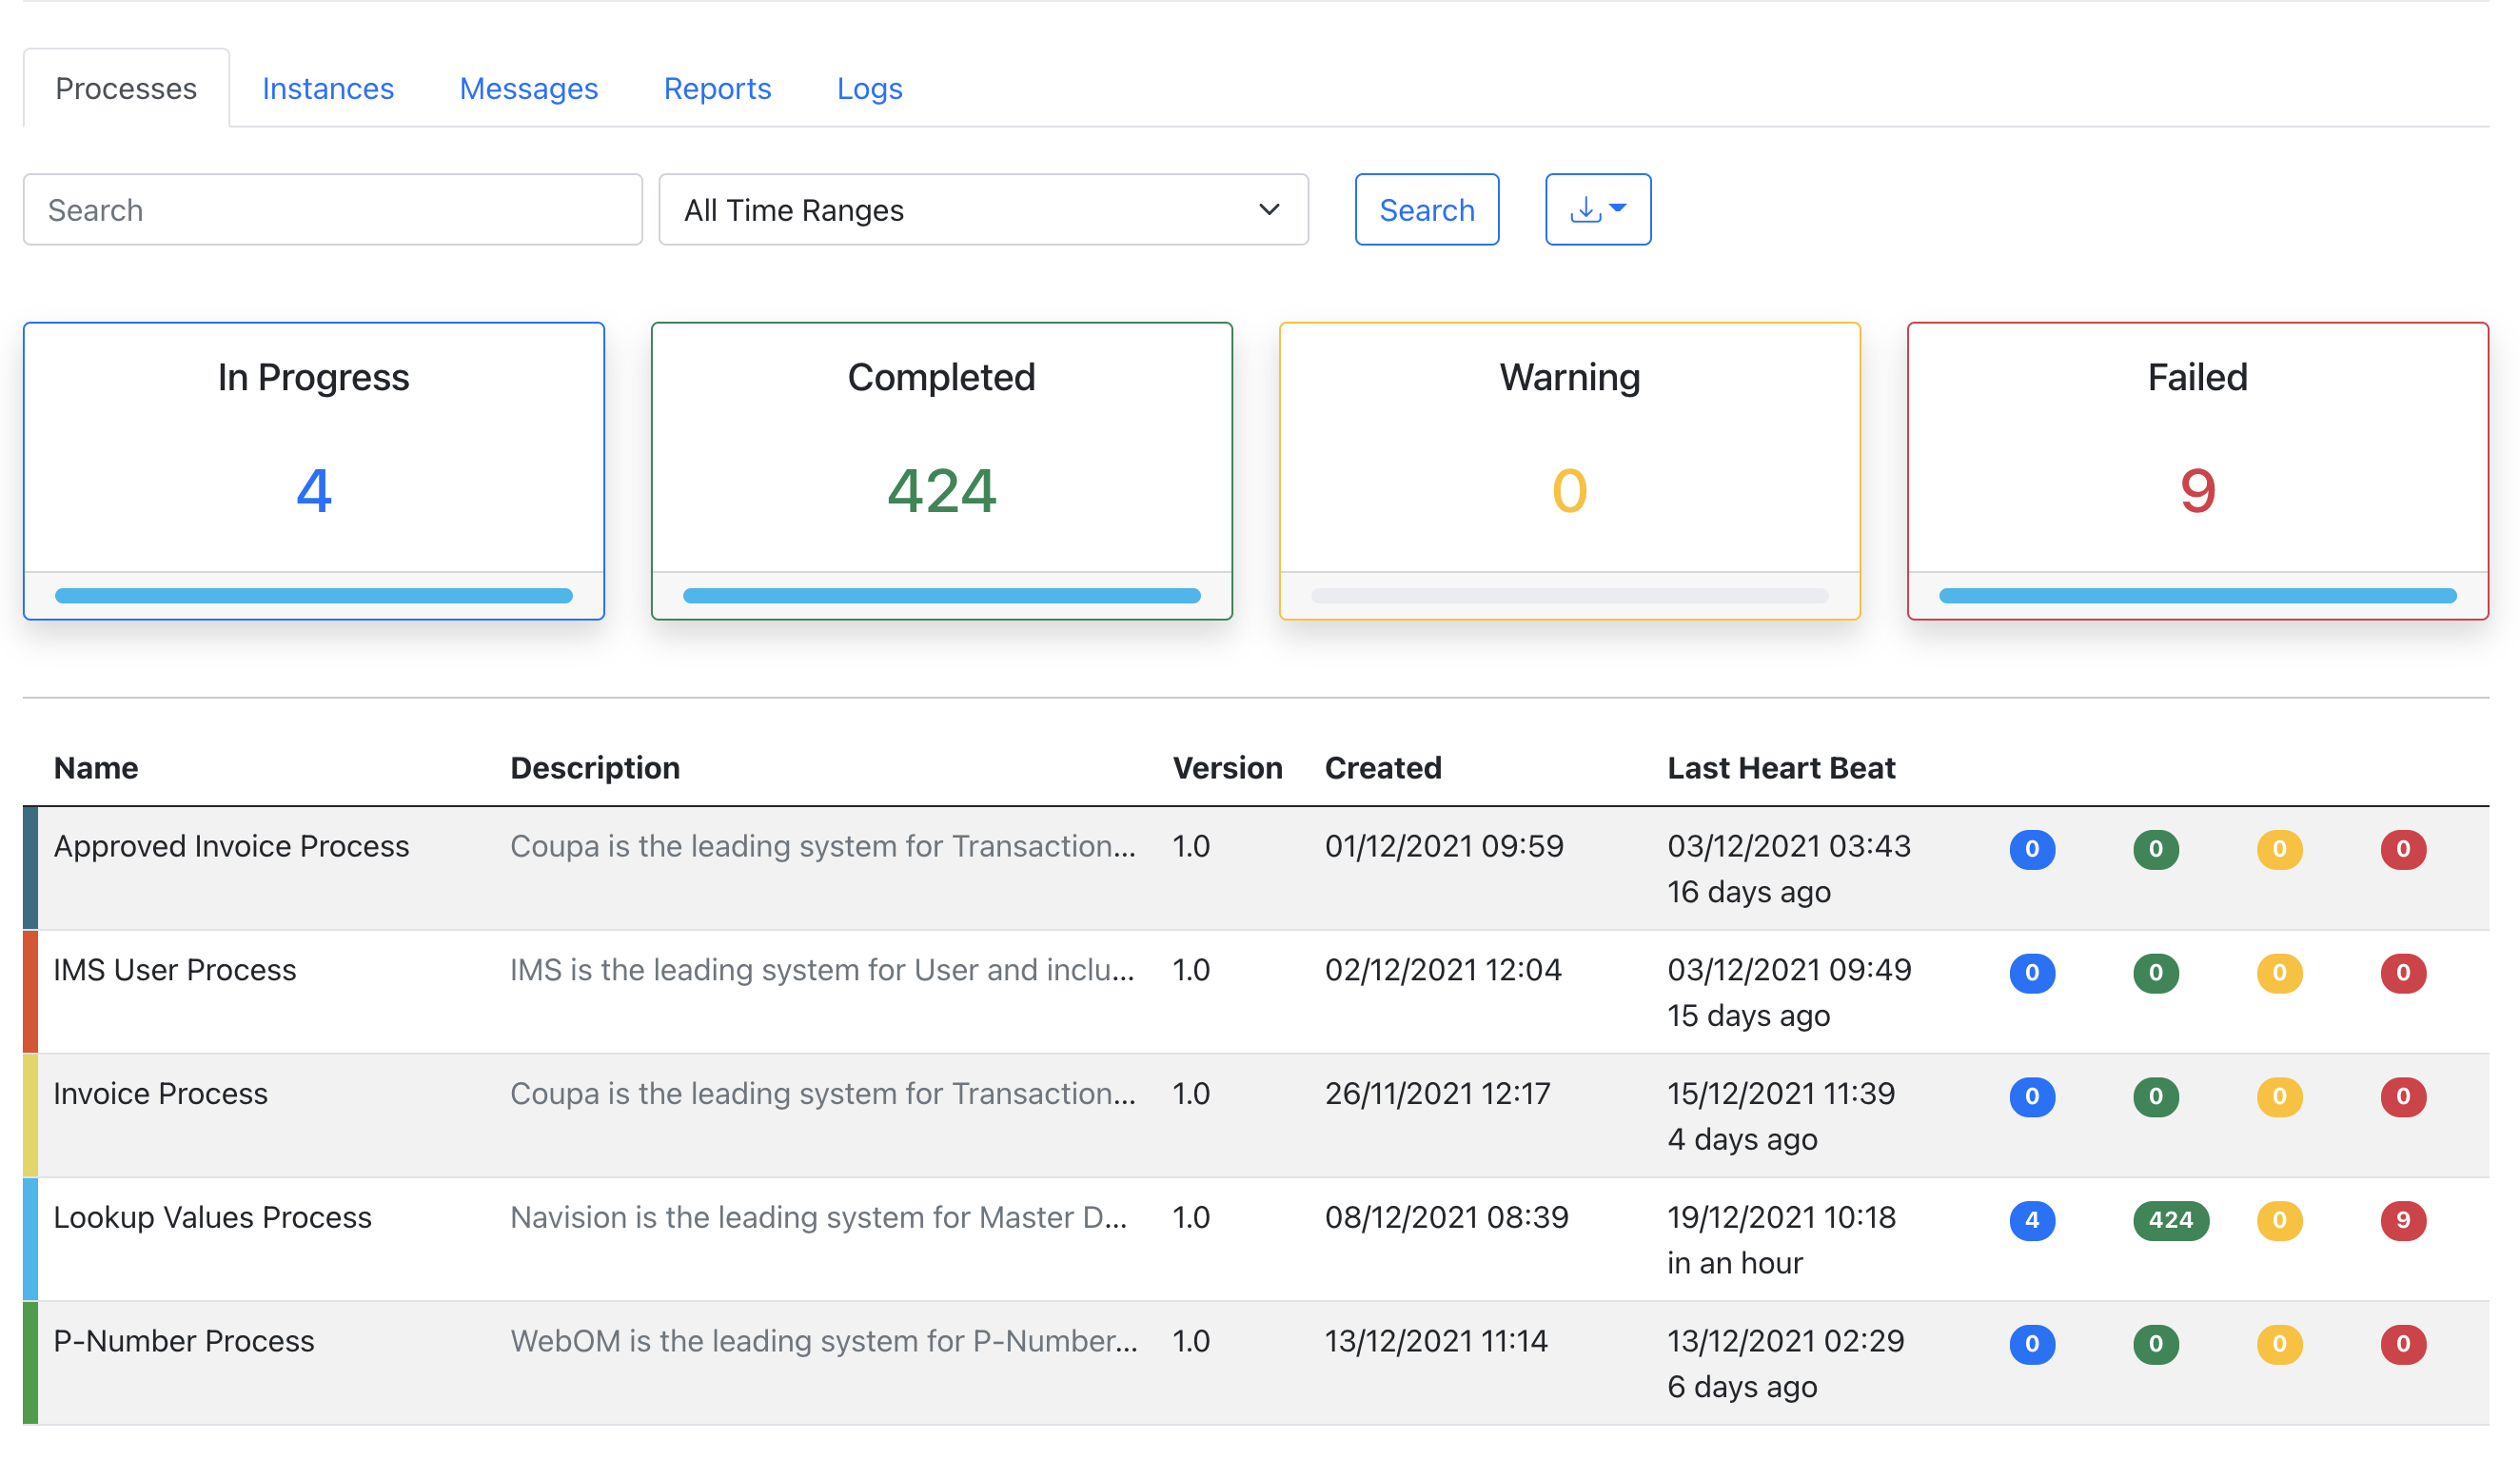 Processes Instances Messages Reports Logs
Search All Time Ranges Search
In Progress Completed Warning Failed
4 424 0 9
Name Description Version Created Last Heart Beat
Approved Invoice Process Coupa is the leading system for Transaction... 1.0 01/12/2021 09:59 03/12/2021 03:43 0 0 0 0
16 days ago
IMS User Process IMS is the leading system for User and inclu... 1.0 02/12/2021 12:04 03/12/2021 09:49 0 0 0 0
15 days ago
Invoice Process Coupa is the leading system for Transaction... 1.0 26/11/2021 12:17 15/12/2021 11:39 0 0 0 0
4 days ago
Lookup Values Process Navision is the leading system for Master D... 1.0 08/12/2021 08:39 19/12/2021 10:18 4 424 0 9
in an hour
P-Number Process WebOM is the leading system for P-Number... 1.0 13/12/2021 11:14 13/12/2021 02:29 0 0 0 0
6 days ago